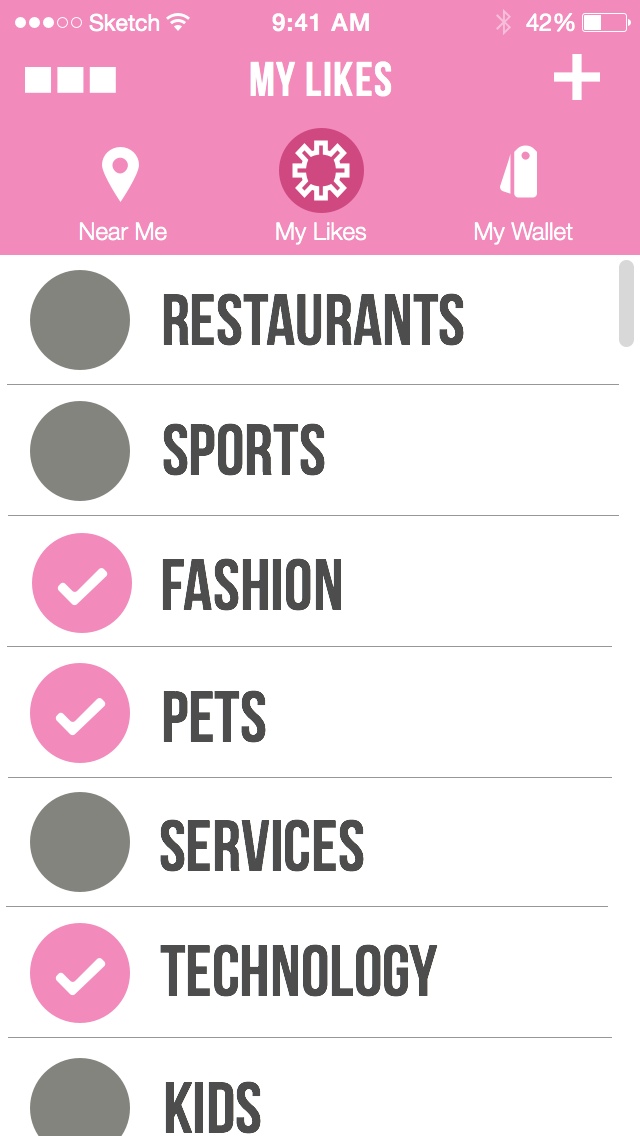 Sketch 9:41 AM 42%
MY LIKES
Near Me My Likes My Wallet
RESTAURANTS
SPORTS
FASHION
PETS
SERVICES
TECHNOLOGY
KIDS